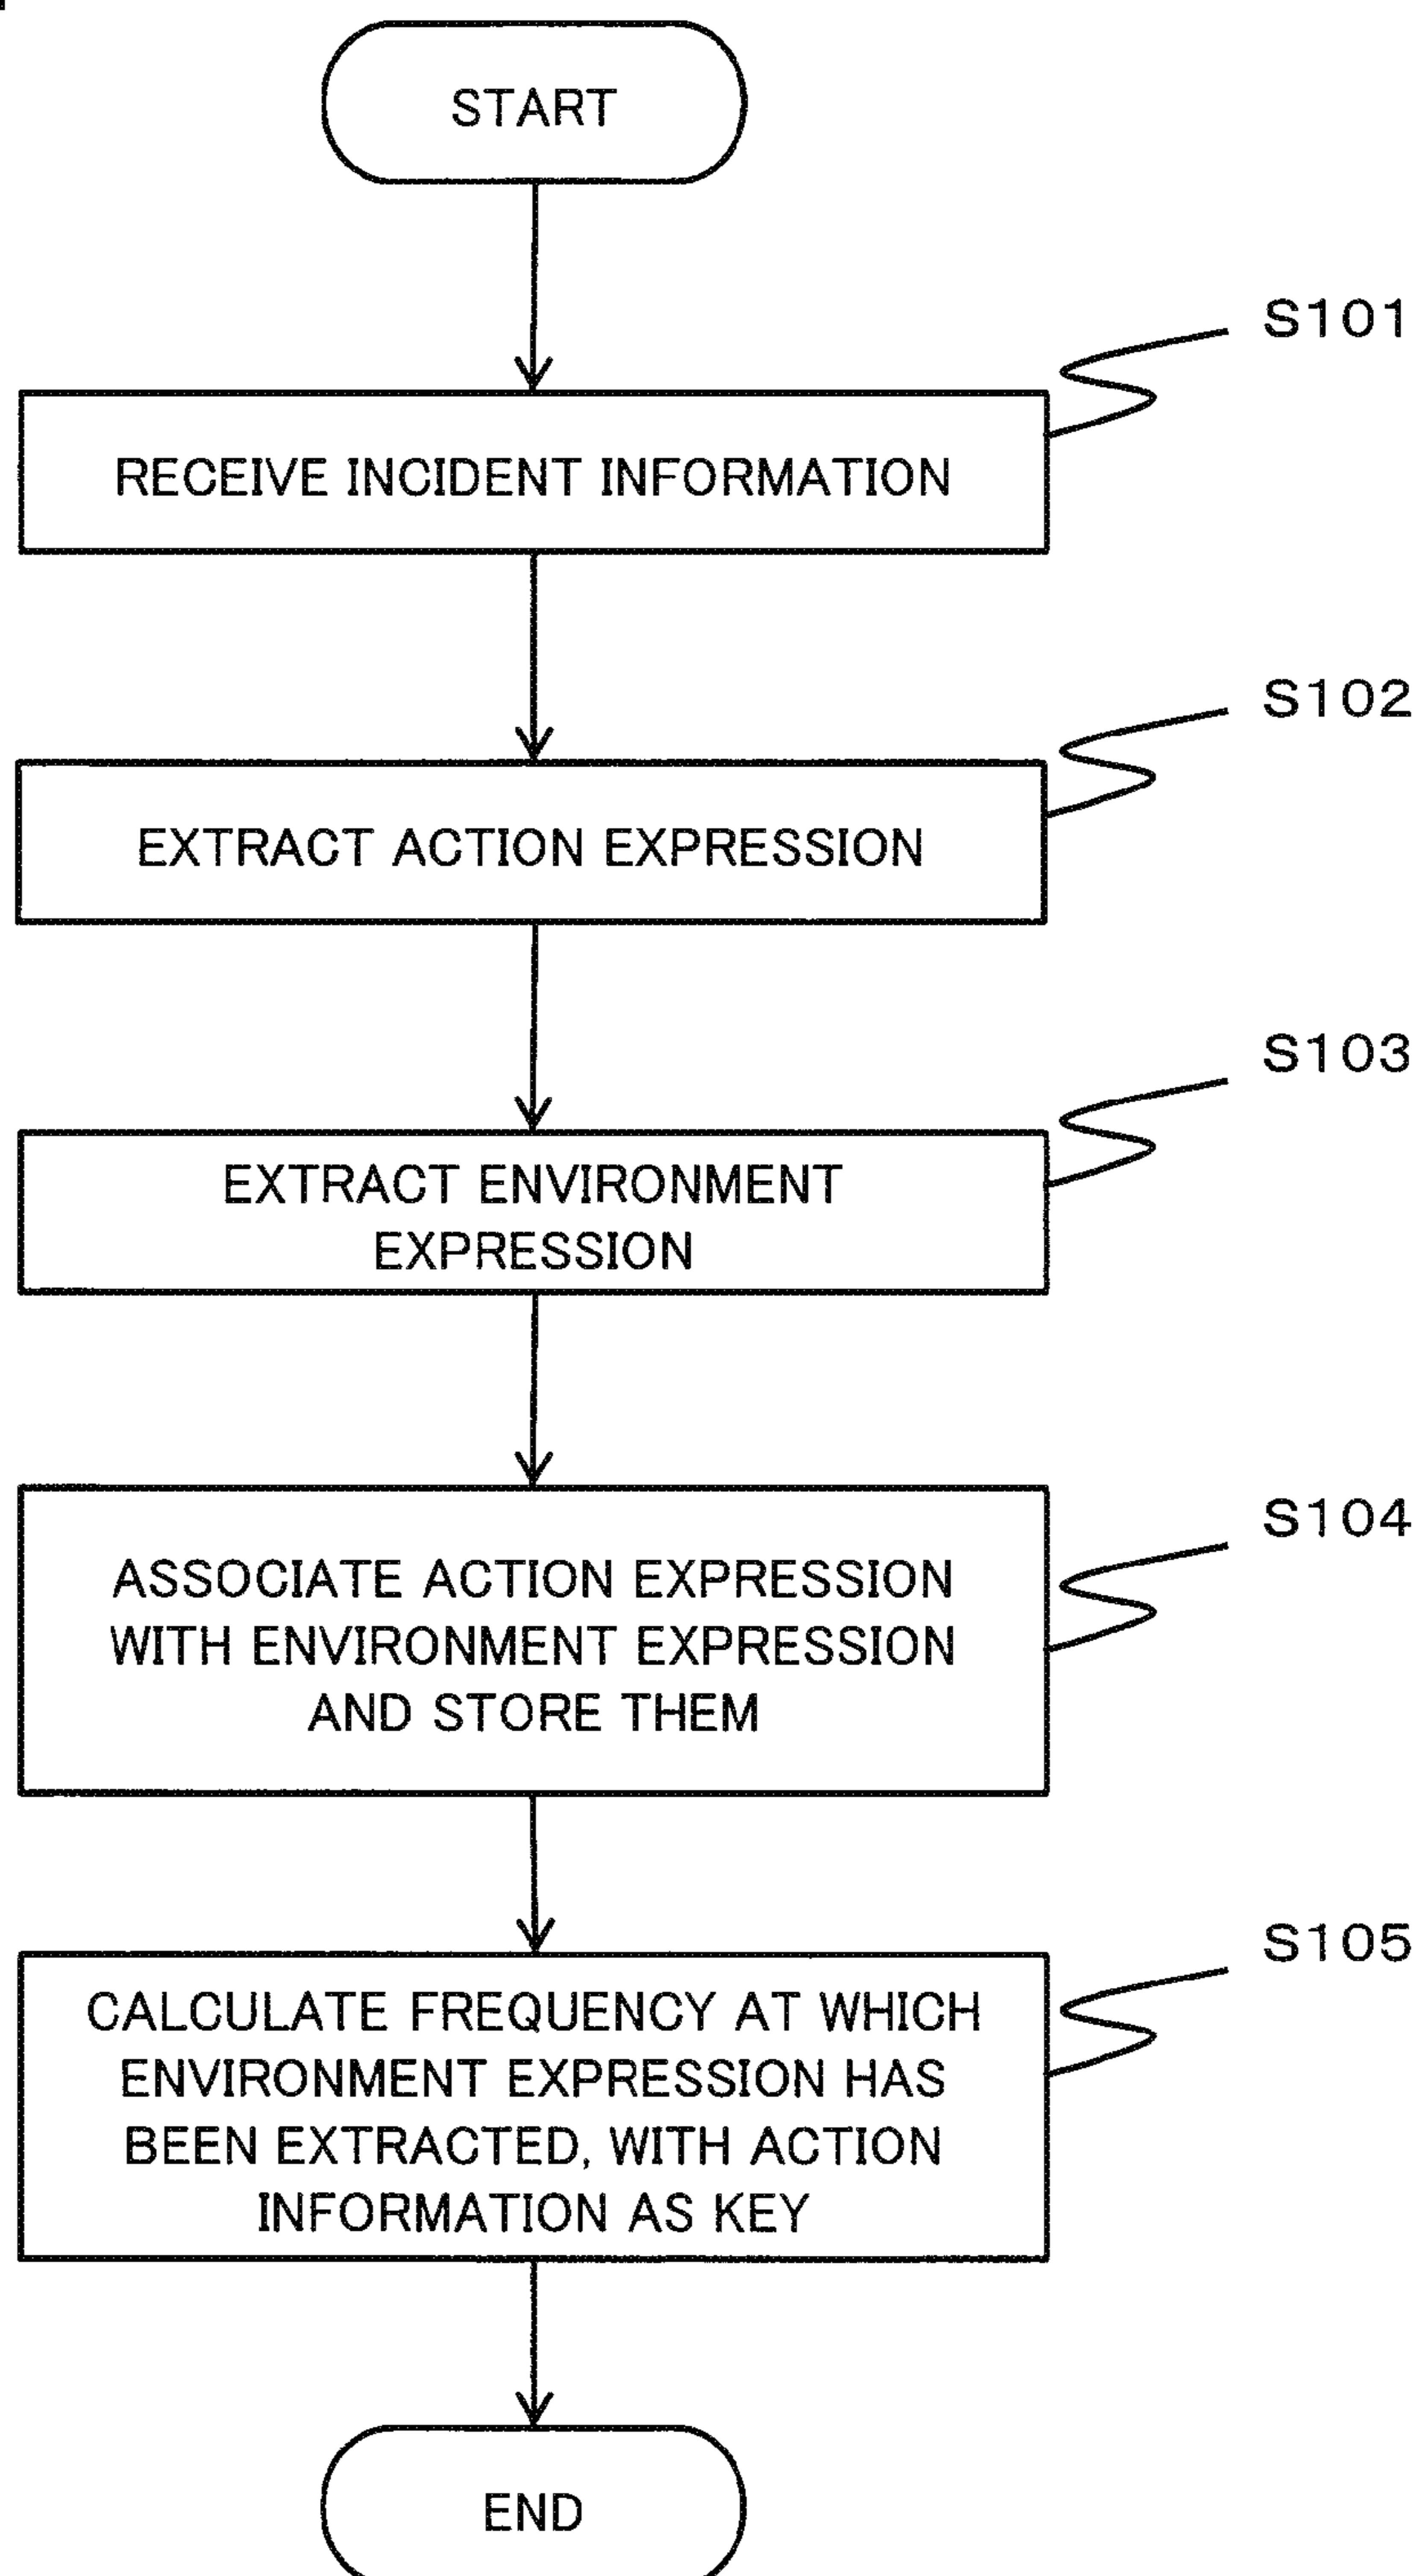 START
S101
RECEIVE INCIDENT INFORMATION
S102
EXTRACT ACTION EXPRESSION
S103
EXTRACT ENVIRONMENT
EXPRESSION
S104
ASSOCIATE ACTION EXPRESSION
WITH ENVIRONMENT EXPRESSION
AND STORE THEM
S105
CALCULATE FREQUENCY AT WHICH
ENVIRONMENT EXPRESSION HAS
BEEN EXTRACTED, WITH ACTION
INFORMATION AS KEY
END